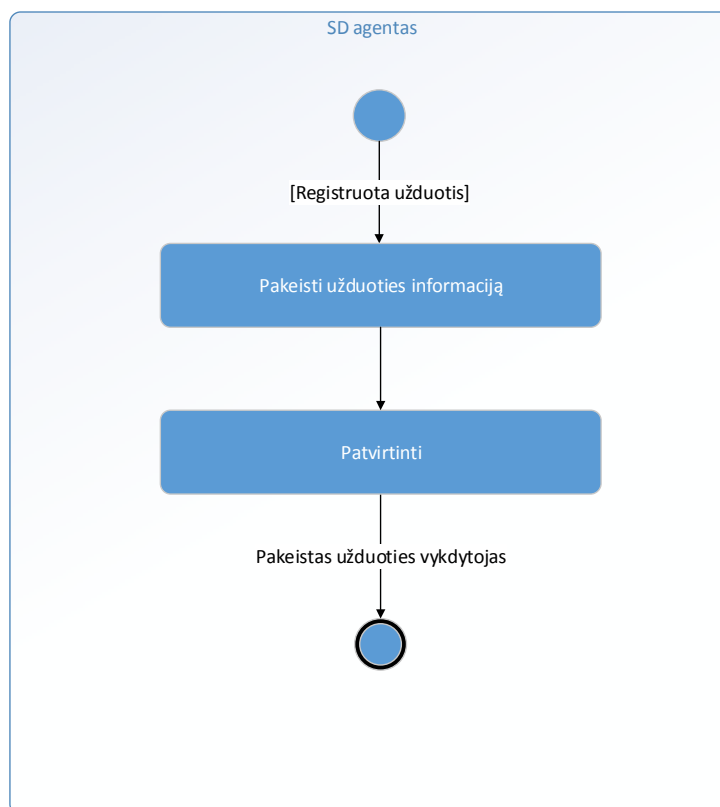 SD agentas
[Registruota užduotis]
Pakeisti užduoties informaciją
Patvirtinti
Pakeistas užduoties vykdytojas